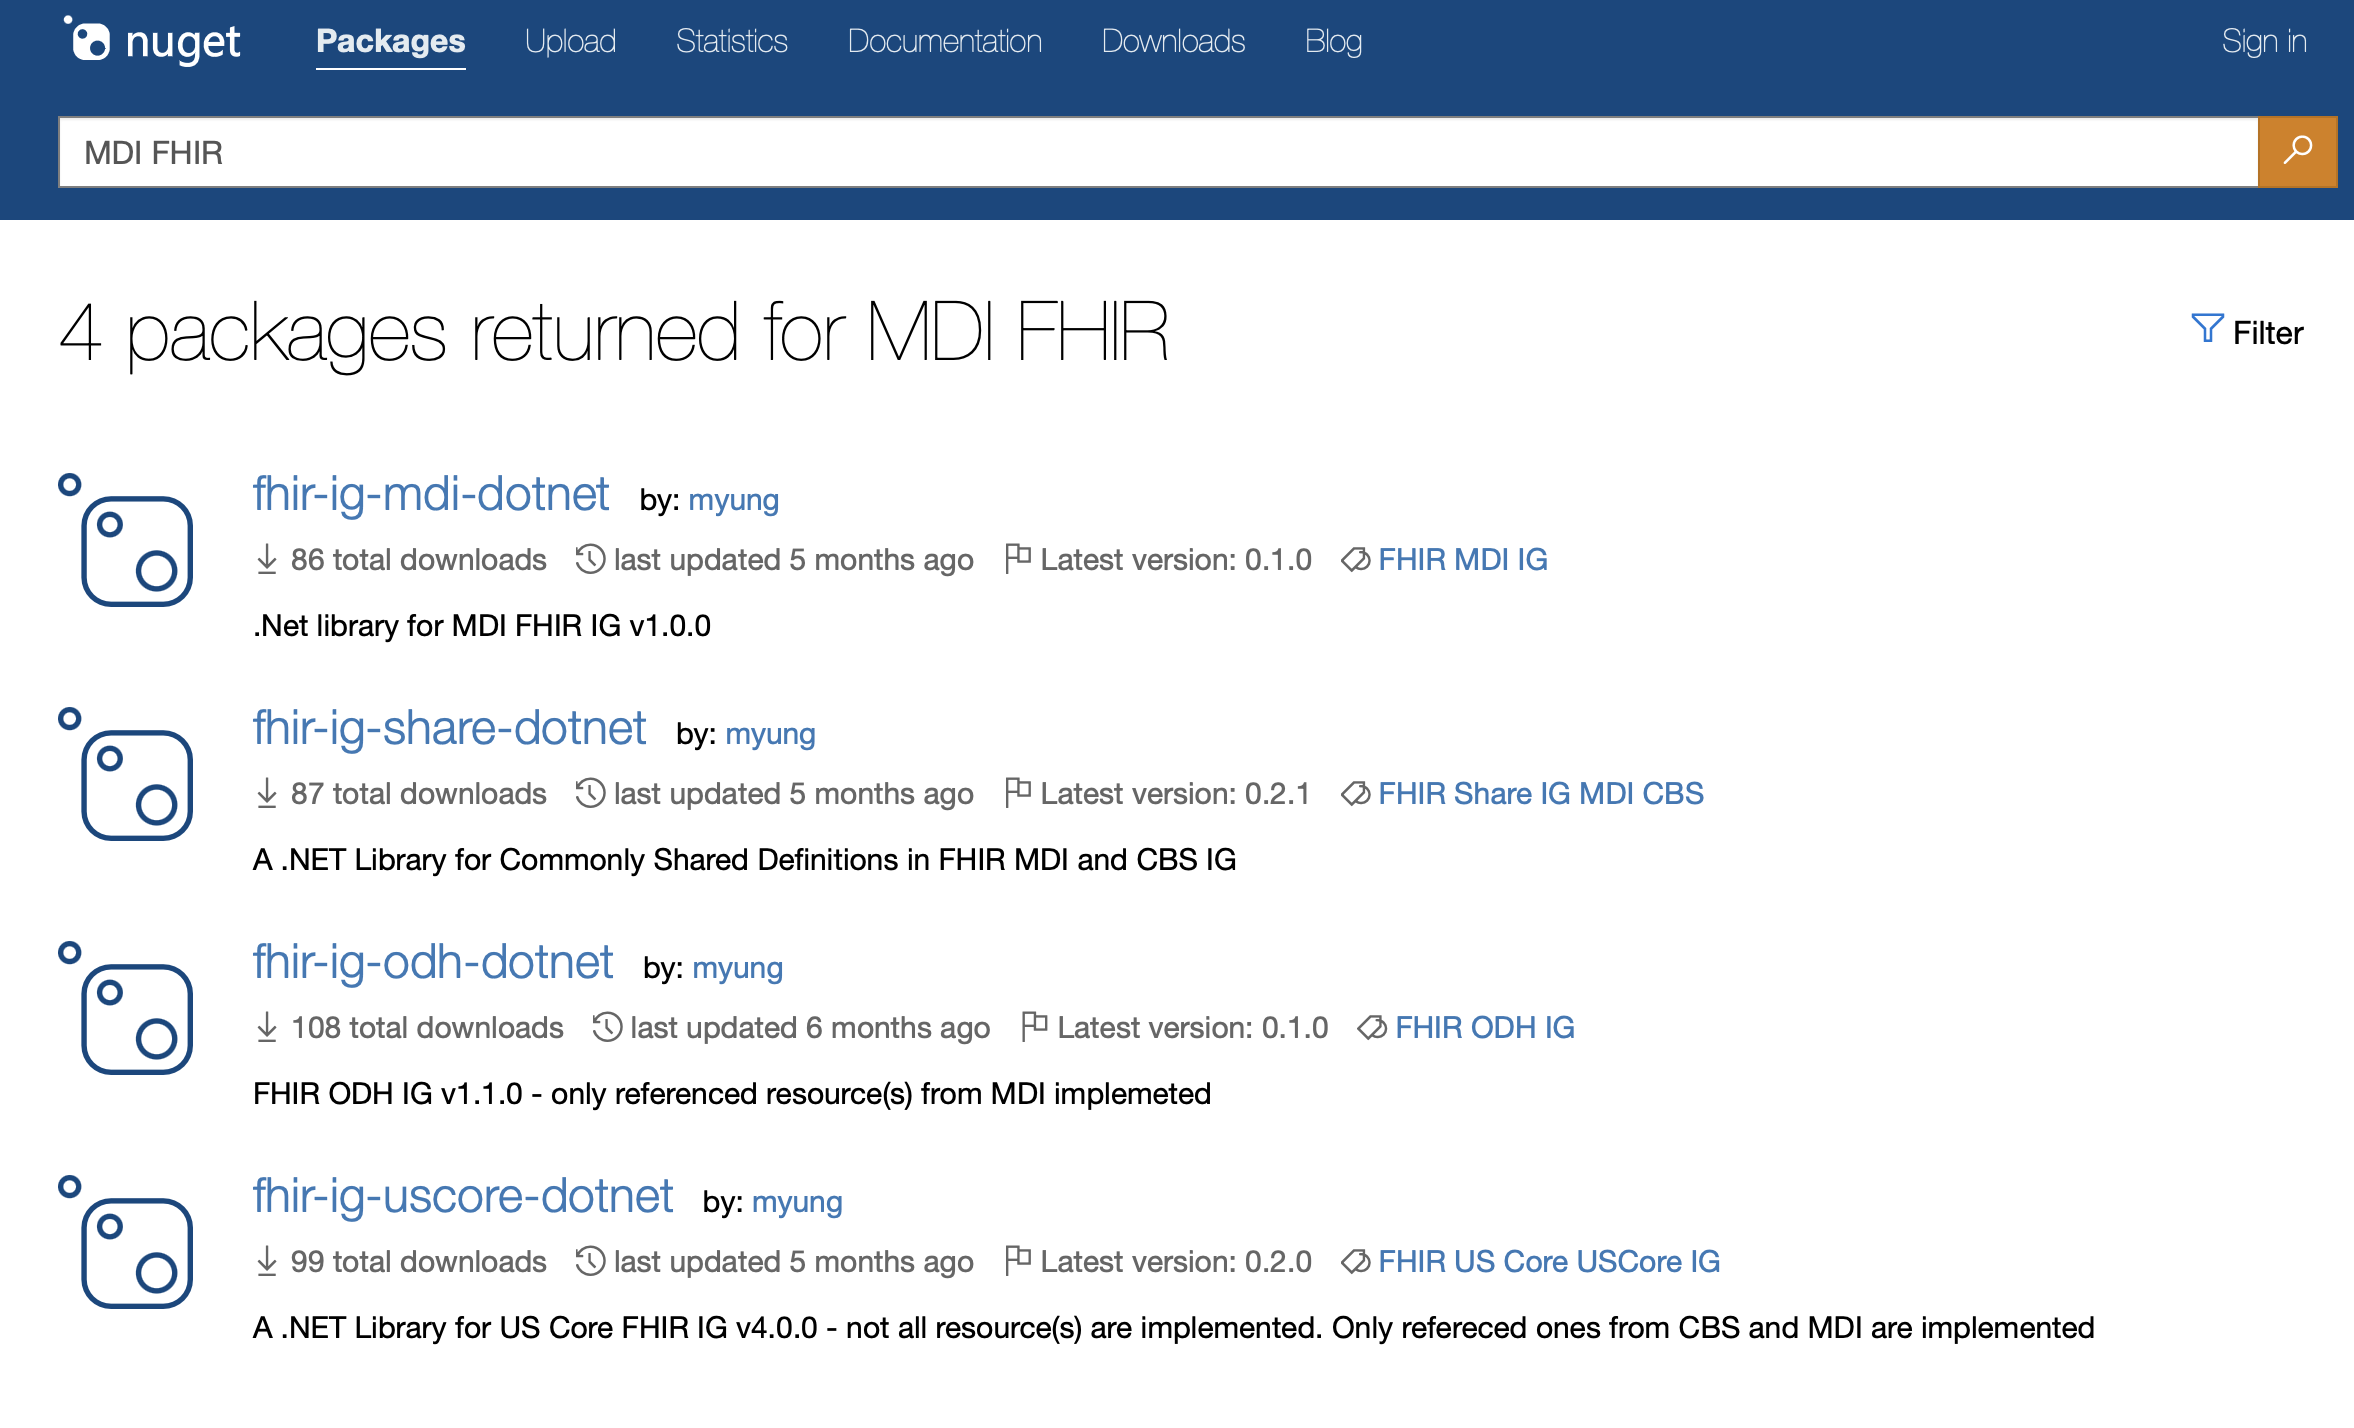 nuget Packages Upload Statistics Documentation Downloads Blog Sign in
MDI FHIR
4 packages returned for MDI FHIR Filter
fhir-ig-mdi-dotnet by: myung
86 total downloads last updated 5 months ago Latest version: 0.1.0 FHIR MDI IG
.Net library for MDI FHIR IG v1.0.0
fhir-ig-share-dotnet by: myung
87 total downloads last updated 5 months ago Latest version: 0.2.1 FHIR Share IG MDI CBS
A .NET Library for Commonly Shared Definitions in FHIR MDI and CBS IG
fhir-ig-odh-dotnet by: myung
108 total downloads last updated 6 months ago Latest version: 0.1.0 FHIR ODH IG
FHIR ODH IG v1.1.0 - only referenced resource(s) from MDI implemeted
fhir-ig-uscore-dotnet by: myung
99 total downloads last updated 5 months ago Latest version: 0.2.0 FHIR US Core USCore IG
A .NET Library for US Core FHIR IG v4.0.0 - not all resource(s) are implemented. Only refereced ones from CBS and MDI are implemented